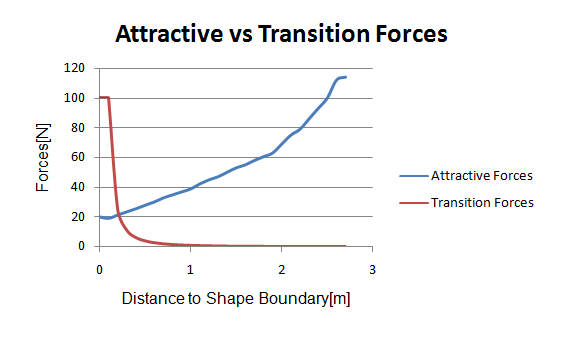 Attractive vs Transition Forces
120
100
80
60
40
20
0
Forces[N]
0 1 2 3
Distance to Shape Boundary[m]
Attractive Forces
Transition Forces